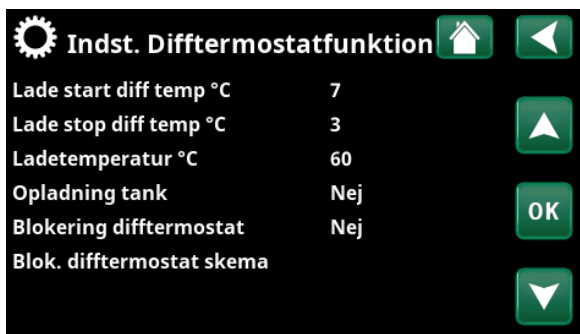 Indst. Difftermostatfunktion
Lade start diff temp °C 7
Lade stop diff temp °C 3
Ladetemperatur °C 60
Opladning tank Nej
Blokering difftermostat Nej
OK
Blok. difftermostat skema